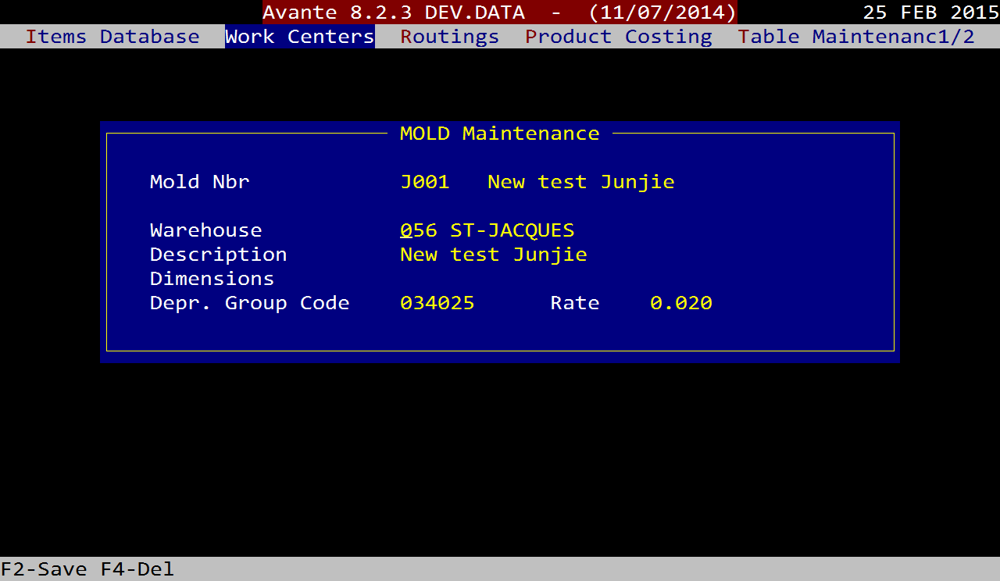 Avante 8.2.3 DEV.DATA - (11/07/2014) 25 FEB 2015
Items Database Work Centers Routings Product Costing Table Maintenanc1/2
MOLD Maintenance
Mold Nbr J001 New test Junjie
Warehouse 056 ST-JACQUES
Description New test Junjie
Dimensions
Depr. Group Code 034025 Rate 0.020
F2-Save F4-Del